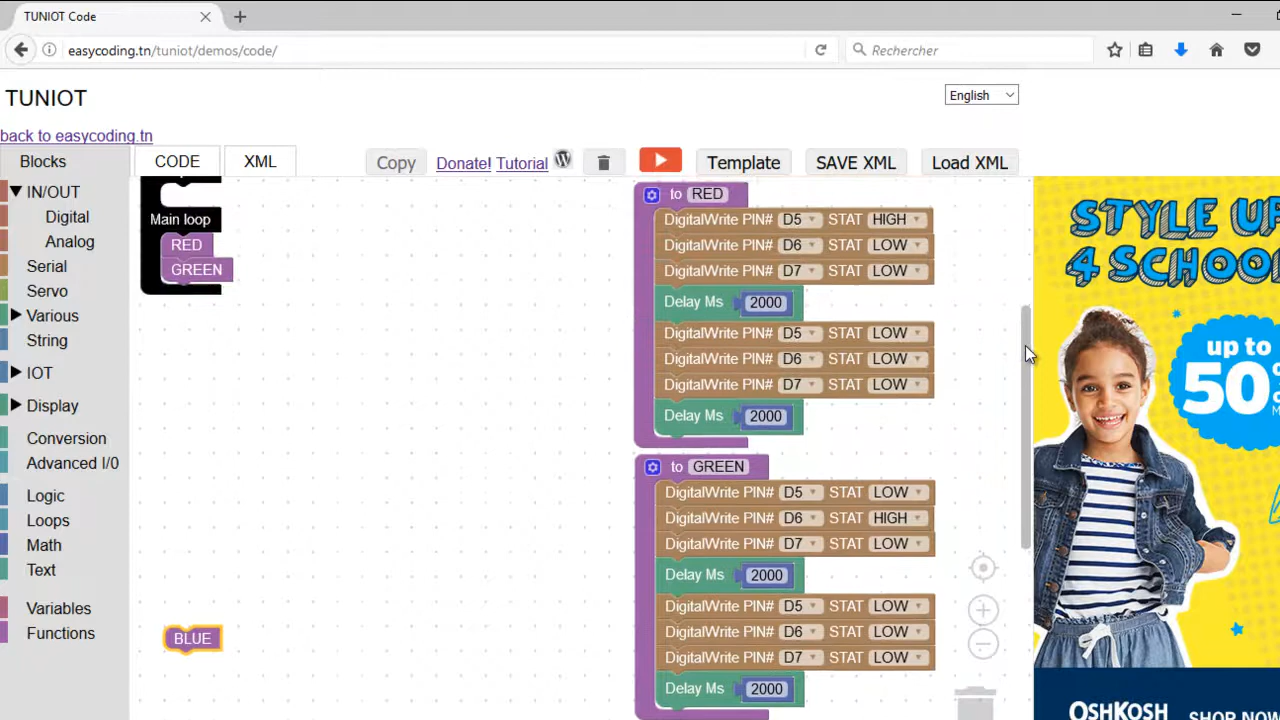 TUNIOT Code
easycoding.tn/tuniot/demos/code/
Rechercher
TUNIOT
English
back to easycoding.tn
Blocks
CODE
XML
Copy
Donate! Tutorial
Template
SAVE XML
Load XML
IN/OUT
Digital
Analog
Serial
Servo
Various
String
IOT
Display
Conversion
Advanced I/0
Logic
Loops
Math
Text
Variables
Functions
Main loop
RED
GREEN
BLUE
to RED
DigitalWrite PIN# D5 STAT HIGH
DigitalWrite PIN# D6 STAT LOW
DigitalWrite PIN# D7 STAT LOW
Delay Ms 2000
DigitalWrite PIN# D5 STAT LOW
DigitalWrite PIN# D6 STAT LOW
DigitalWrite PIN# D7 STAT LOW
Delay Ms 2000
to GREEN
DigitalWrite PIN# D5 STAT LOW
DigitalWrite PIN# D6 STAT HIGH
DigitalWrite PIN# D7 STAT LOW
Delay Ms 2000
DigitalWrite PIN# D5 STAT LOW
DigitalWrite PIN# D6 STAT LOW
DigitalWrite PIN# D7 STAT LOW
Delay Ms 2000
STYLE UP
4 SCHOOL
up to
50
OSHKOSH SHOP NOW